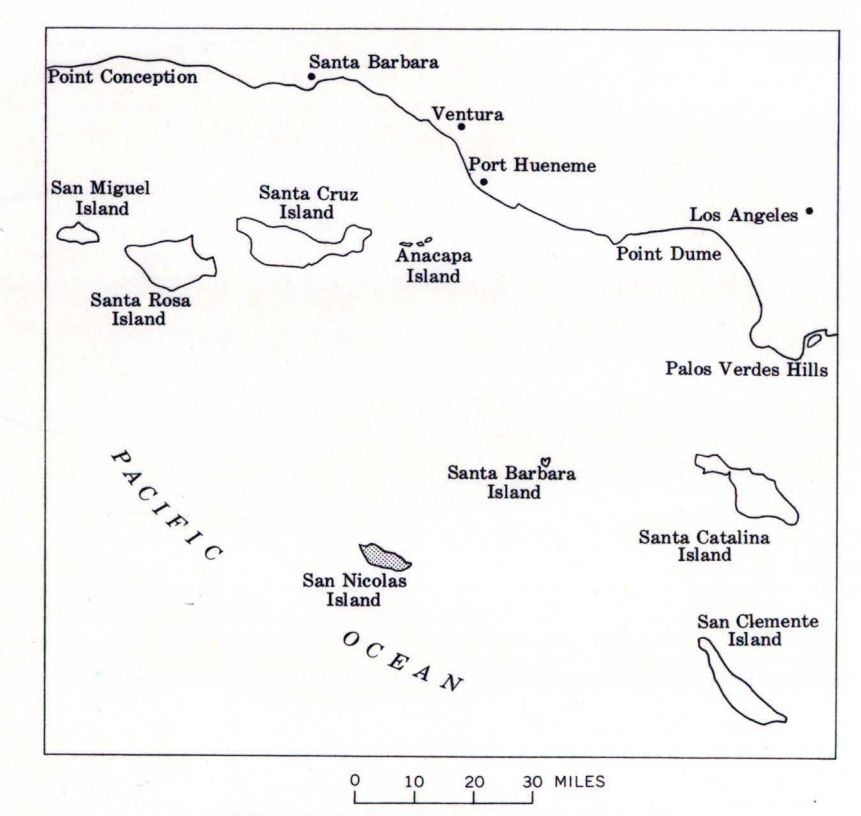 Santa Barbara
Point Conception
Ventura
Port Hueneme
San Miguel
Island
Santa Cruz
Island
Los Angeles
Anacapa
Island
Point Dume
Santa Rosa
Island
Palos Verdes Hills
PACIFIC
Santa Barbara
Island
Santa Catalina
Island
San Nicolas
Island
San Clemente
Island
OCEAN
0 10 20 30 MILES